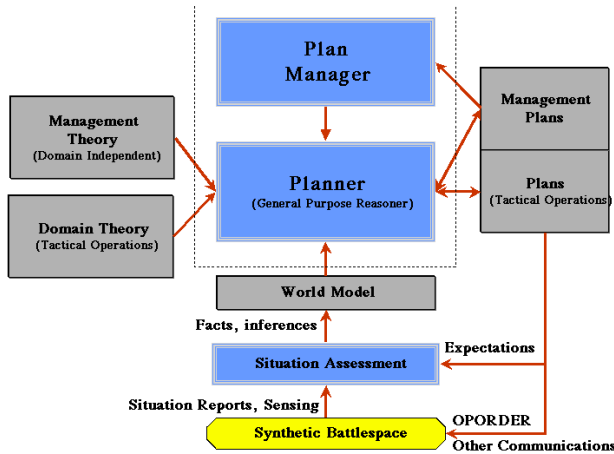 Plan
Manager
Management
Theory
(Domain Independent)
Management
Plans
Planner
(General Purpose Reasoner)
Plans
(Tactical Operations)
Domain Theory
(Tactical Operations)
World Model
Facts, inferences
Situation Assessment
Expectations
Situation Reports, Sensing
Synthetic Battlespace
OPORDER
Other Communications